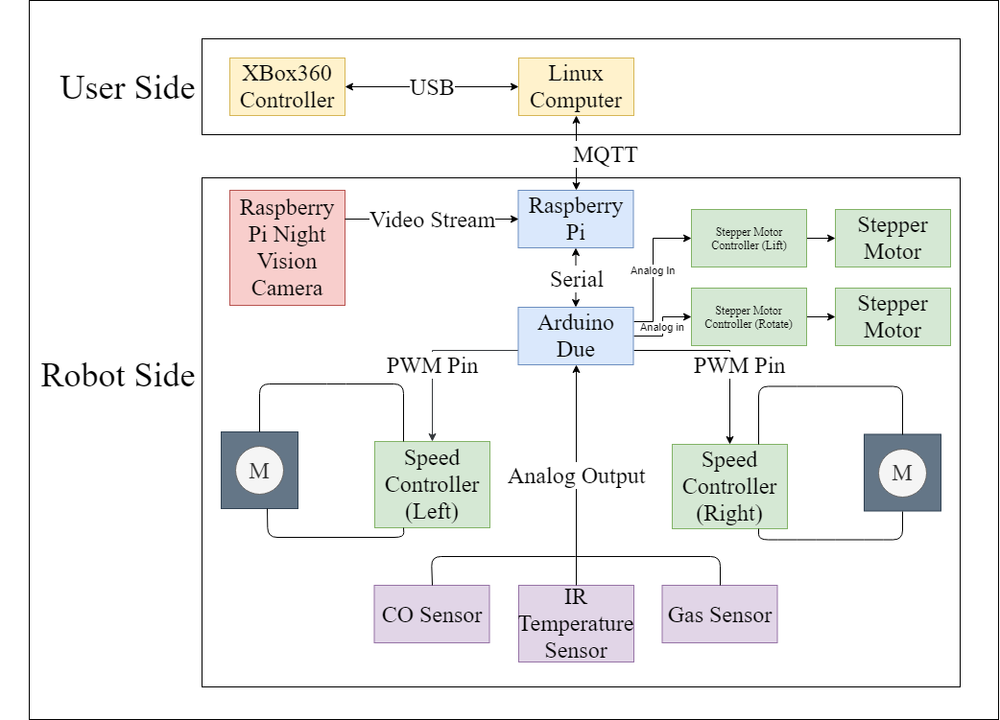 User Side
XBox360
Controller
USB
Linux
Computer
MQTT
Robot Side
Raspberry
Pi Night
Vision
Camera
Video Stream
Raspberry
Pi
Serial
Arduino
Due
Analog In
Stepper Motor
Controller (Lift)
Stepper
Motor
Analog in
Stepper Motor
Controller (Rotate)
Stepper
Motor
PWM Pin
PWM Pin
M
Speed
Controller
(Left)
Analog Output
Speed
Controller
(Right)
M
CO Sensor
IR
Temperature
Sensor
Gas Sensor